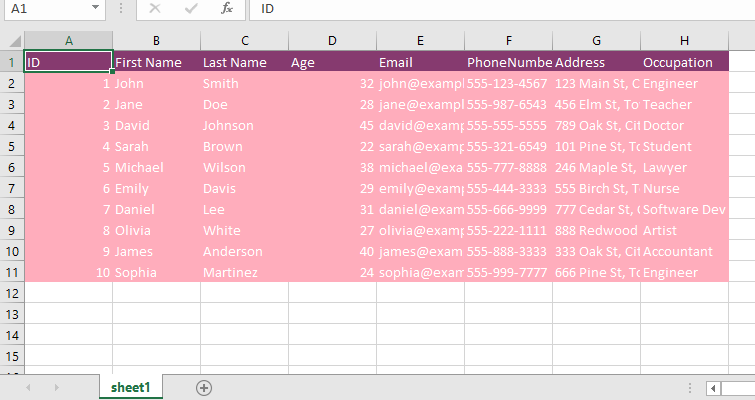 A1 fx ID
A B C D E F G H
1 ID First Name Last Name Age Email PhoneNumbe Address Occupation
2 1 John Smith 32 john@exampl 555-123-4567 123 Main St, C Engineer
3 2 Jane Doe 28 jane@exampl 555-987-6543 456 Elm St, To Teacher
4 3 David Johnson 45 david@examp 555-555-5555 789 Oak St, Cit Doctor
5 4 Sarah Brown 22 sarah@examp 555-321-6549 101 Pine St, To Student
6 5 Michael Wilson 38 michael@exa 555-777-8888 246 Maple St, Lawyer
7 6 Emily Davis 29 emily@examp 555-444-3333 555 Birch St, T Nurse
8 7 Daniel Lee 31 daniel@exam 555-666-9999 777 Cedar St, Software Dev
9 8 Olivia White 27 olivia@examp 555-222-1111 888 Redwood Artist
10 9 James Anderson 40 james@exam 555-888-3333 333 Oak St, Cit Accountant
11 10 Sophia Martinez 24 sophia@exam 555-999-7777 666 Pine St, To Engineer
12
13
14
15
sheet1